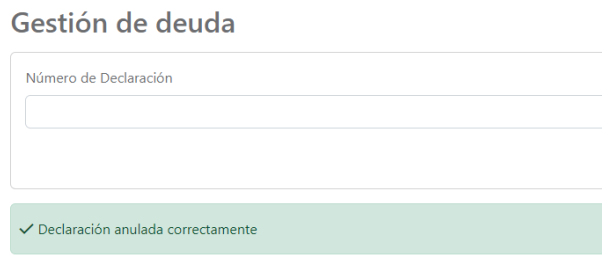 Gestión de deuda
Número de Declaración
Declaración anulada correctamente